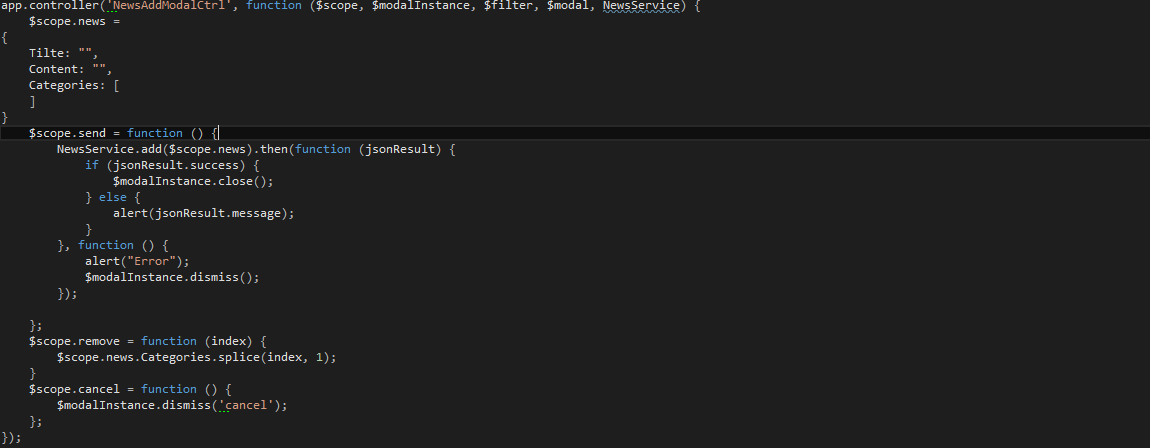 app.controller('NewsAddModalCtrl', function ($scope, $modalInstance, $filter, $modal, NewsService) {
    $scope.news =
{
    Tilte: "",
    Content: "",
    Categories: [
    ]
}
    $scope.send = function () {
        NewsService.add($scope.news).then(function (jsonResult) {
            if (jsonResult.success) {
                $modalInstance.close();
            } else {
                alert(jsonResult.message);
            }
        }, function () {
            alert("Error");
            $modalInstance.dismiss();
        });

    };
    $scope.remove = function (index) {
        $scope.news.Categories.splice(index, 1);
    }
    $scope.cancel = function () {
        $modalInstance.dismiss('cancel');
    };
});